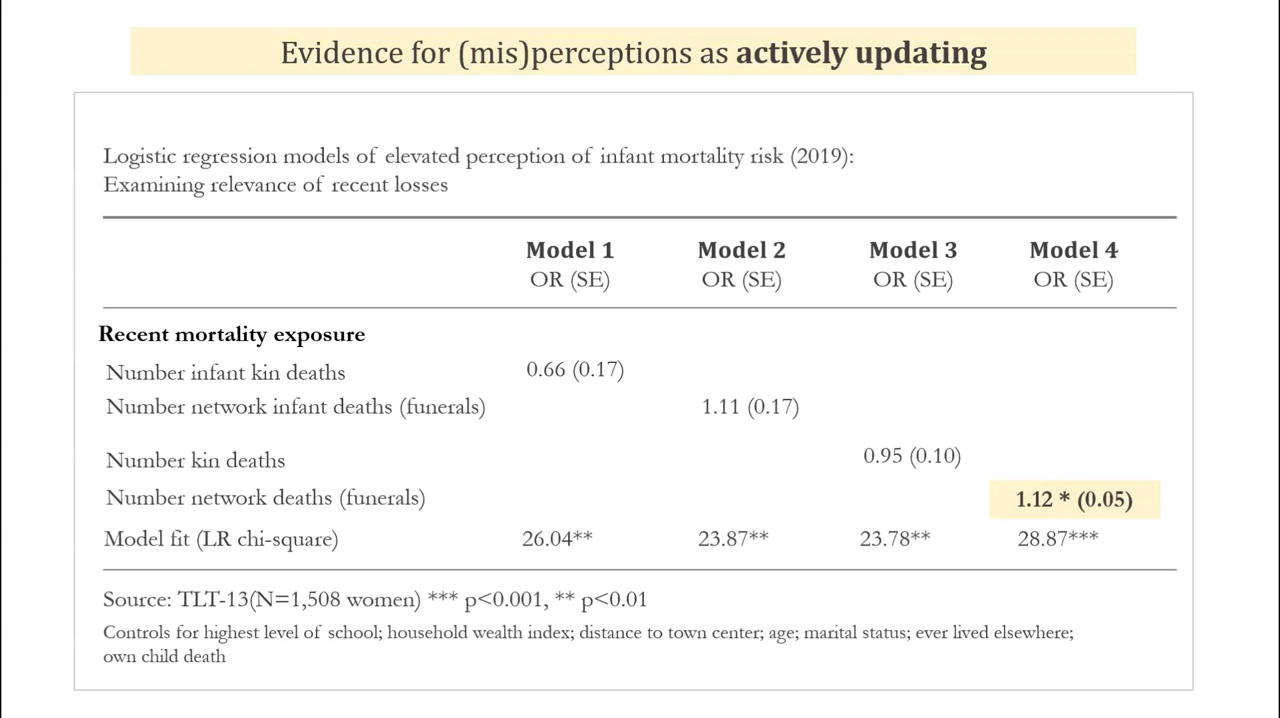 Evidence for (mis)perceptions as actively updating
Logistic regression models of elevated perception of infant mortality risk (2019):
Examining relevance of recent losses
Model 1 Model 2 Model 3 Model 4
OR (SE) OR (SE) OR (SE) OR (SE)
Recent mortality exposure
Number infant kin deaths 0.66 (0.17)
Number network infant deaths (funerals) 1.11 (0.17)
Number kin deaths 0.95 (0.10)
Number network deaths (funerals) 1.12 * (0.05)
Model fit (LR chi-square) 26.04** 23.87** 23.78** 28.87***
Source: TLT-13(N=1,508 women) *** p<0.001, ** p<0.01
Controls for highest level of school; household wealth index; distance to town center; age; marital status; ever lived elsewhere;
own child death